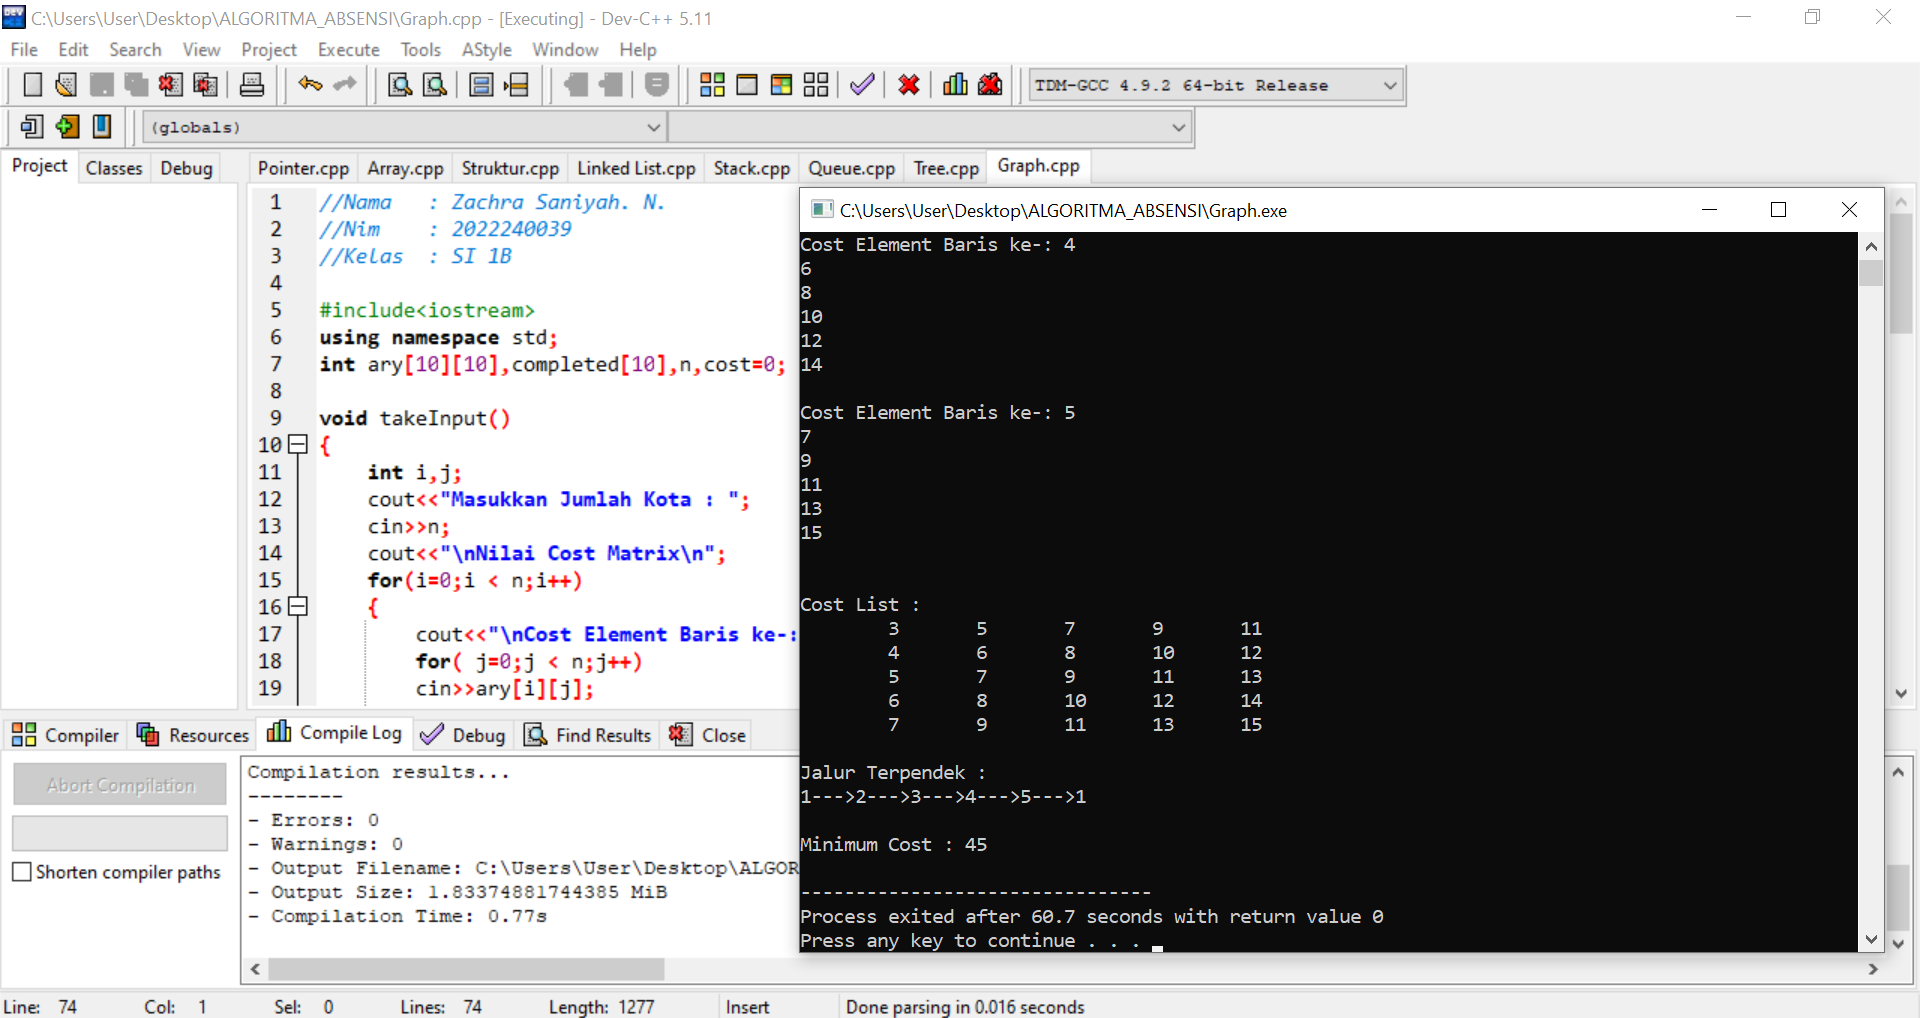 C:\Users\User\Desktop\ALGORITMA_ABSENSI\Graph.cpp - [Executing] - Dev-C++ 5.11
File Edit Search View Project Execute Tools AStyle Window Help
TDM-GCC 4.9.2 64-bit Release
(globals)
Project Classes Debug
Pointer.cpp Array.cpp Struktur.cpp Linked List.cpp Stack.cpp Queue.cpp Tree.cpp Graph.cpp
1 //Nama : Zachra Saniyah. N.
2 //Nim : 2022240039
3 //Kelas : SI 1B
4
5 #include<iostream>
6 using namespace std;
7 int ary[10][10],completed[10],n,cost=0;
8
9 void takeInput()
10 {
11 int i,j;
12 cout<<"Masukkan Jumlah Kota : ";
13 cin>>n;
14 cout<<"\nNilai Cost Matrix\n";
15 for(i=0;i < n;i++)
16 {
17 cout<<"\nCost Element Baris ke-:
18 for( j=0;j < n;j++)
19 cin>>ary[i][j];
C:\Users\User\Desktop\ALGORITMA_ABSENSI\Graph.exe
Cost Element Baris ke-: 4
6
8
10
12
14
Cost Element Baris ke-: 5
7
9
11
13
15
Cost List :
3 5 7 9 11
4 6 8 10 12
5 7 9 11 13
6 8 10 12 14
7 9 11 13 15
Jalur Terpendek :
1--->2--->3--->4--->5--->1
Minimum Cost : 45
--------------------------------
Process exited after 60.7 seconds with return value 0
Press any key to continue . . .
Compiler Resources Compile Log Debug Find Results Close
Abort Compilation
Shorten compiler paths
Compilation results...
--------
- Errors: 0
- Warnings: 0
- Output Filename: C:\Users\User\Desktop\ALGOR
- Output Size: 1.83374881744385 MiB
- Compilation Time: 0.77s
Line: 74 Col: 1 Sel: 0 Lines: 74 Length: 1277 Insert Done parsing in 0.016 seconds